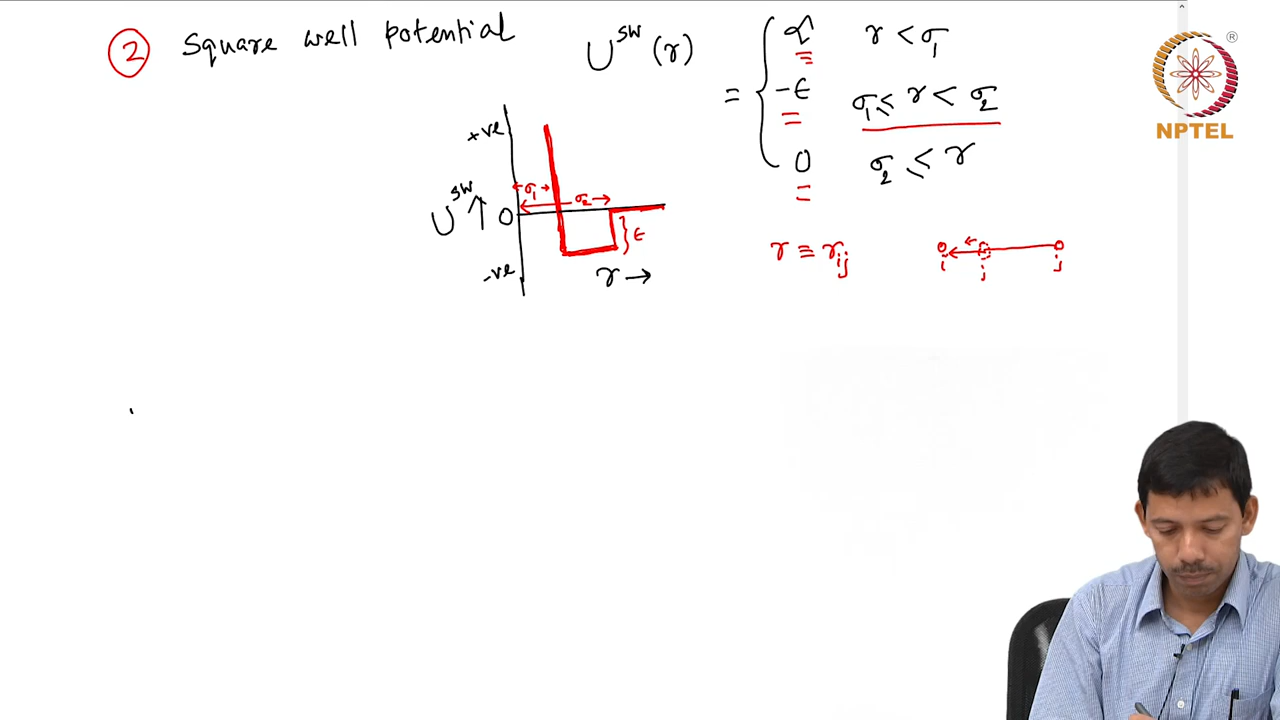 ② Square well potential U^SW (r)
= { ∞ r < σ₁
-ϵ σ₁ ≤ r < σ₂
0 σ₂ ≤ r
+ve
U^SW ↑ 0
-ve
σ₁
σ₂
ϵ
r →
r ≡ r_ij
i j j
®
NPTEL